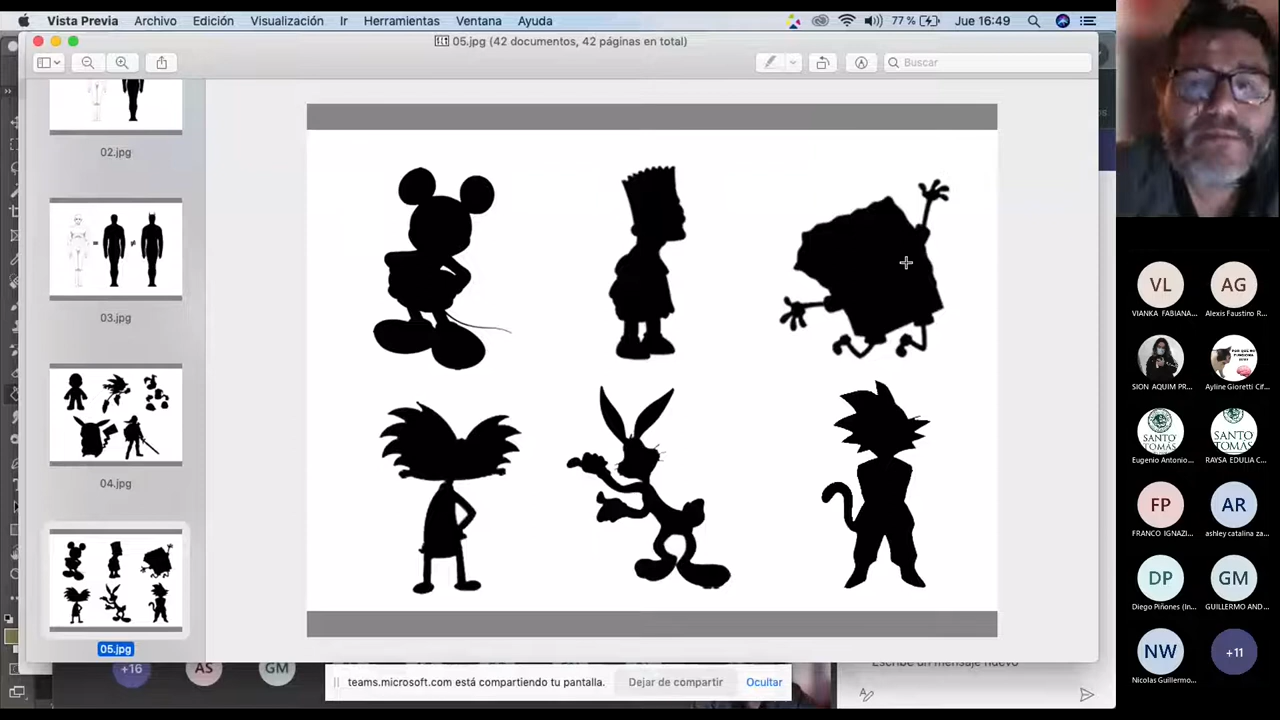 Vista Previa Archivo Edición Visualización Ir Herramientas Ventana Ayuda 77 % Jue 16:49
05.jpg (42 documentos, 42 páginas en total)
Buscar
02.jpg
03.jpg
04.jpg
05.jpg
VL AG
VIANKA FABIANA... Alexis Faustino R...
SION AQUIM PR... Ayline Gioretti Cif...
SANTO TOMÁS SANTO TOMÁS
Eugenio Antonio... RAYSA EDULIA C...
FP AR
FRANCO IGNAZI... ashley catalina za...
DP GM
Diego Piñones (In... GUILLERMO AND...
NW +11
Nicolas Guillermo...
+16 AS GM
Escribe un mensaje nuevo
teams.microsoft.com está compartiendo tu pantalla. Dejar de compartir Ocultar